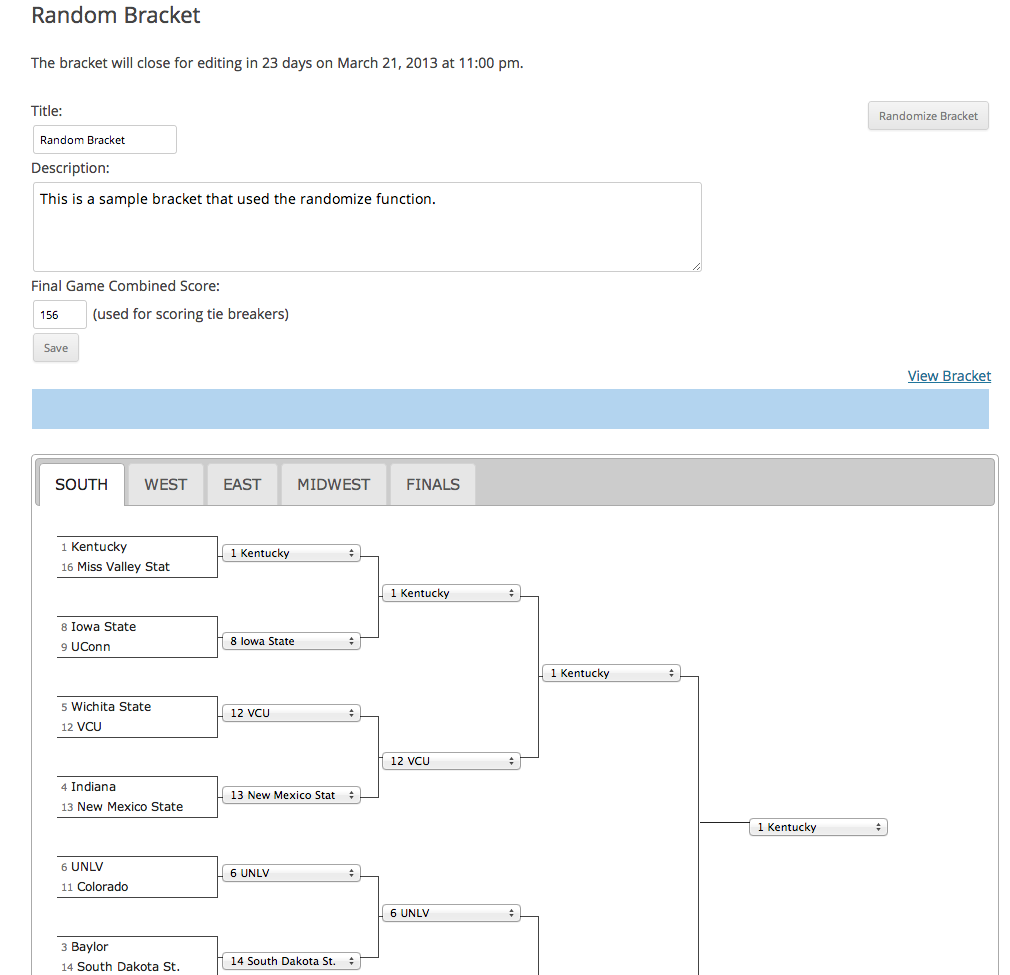 Random Bracket
The bracket will close for editing in 23 days on March 21, 2013 at 11:00 pm.
Title:
Randomize Bracket
Random Bracket
Description:
This is a sample bracket that used the randomize function.
Final Game Combined Score:
156 (used for scoring tie breakers)
Save
View Bracket
SOUTH WEST EAST MIDWEST FINALS
1 Kentucky
16 Miss Valley Stat
1 Kentucky
1 Kentucky
8 Iowa State
9 UConn
8 Iowa State
1 Kentucky
5 Wichita State
12 VCU
12 VCU
12 VCU
4 Indiana
13 New Mexico State
13 New Mexico Stat
1 Kentucky
6 UNLV
11 Colorado
6 UNLV
6 UNLV
3 Baylor
14 South Dakota St.
14 South Dakota St.